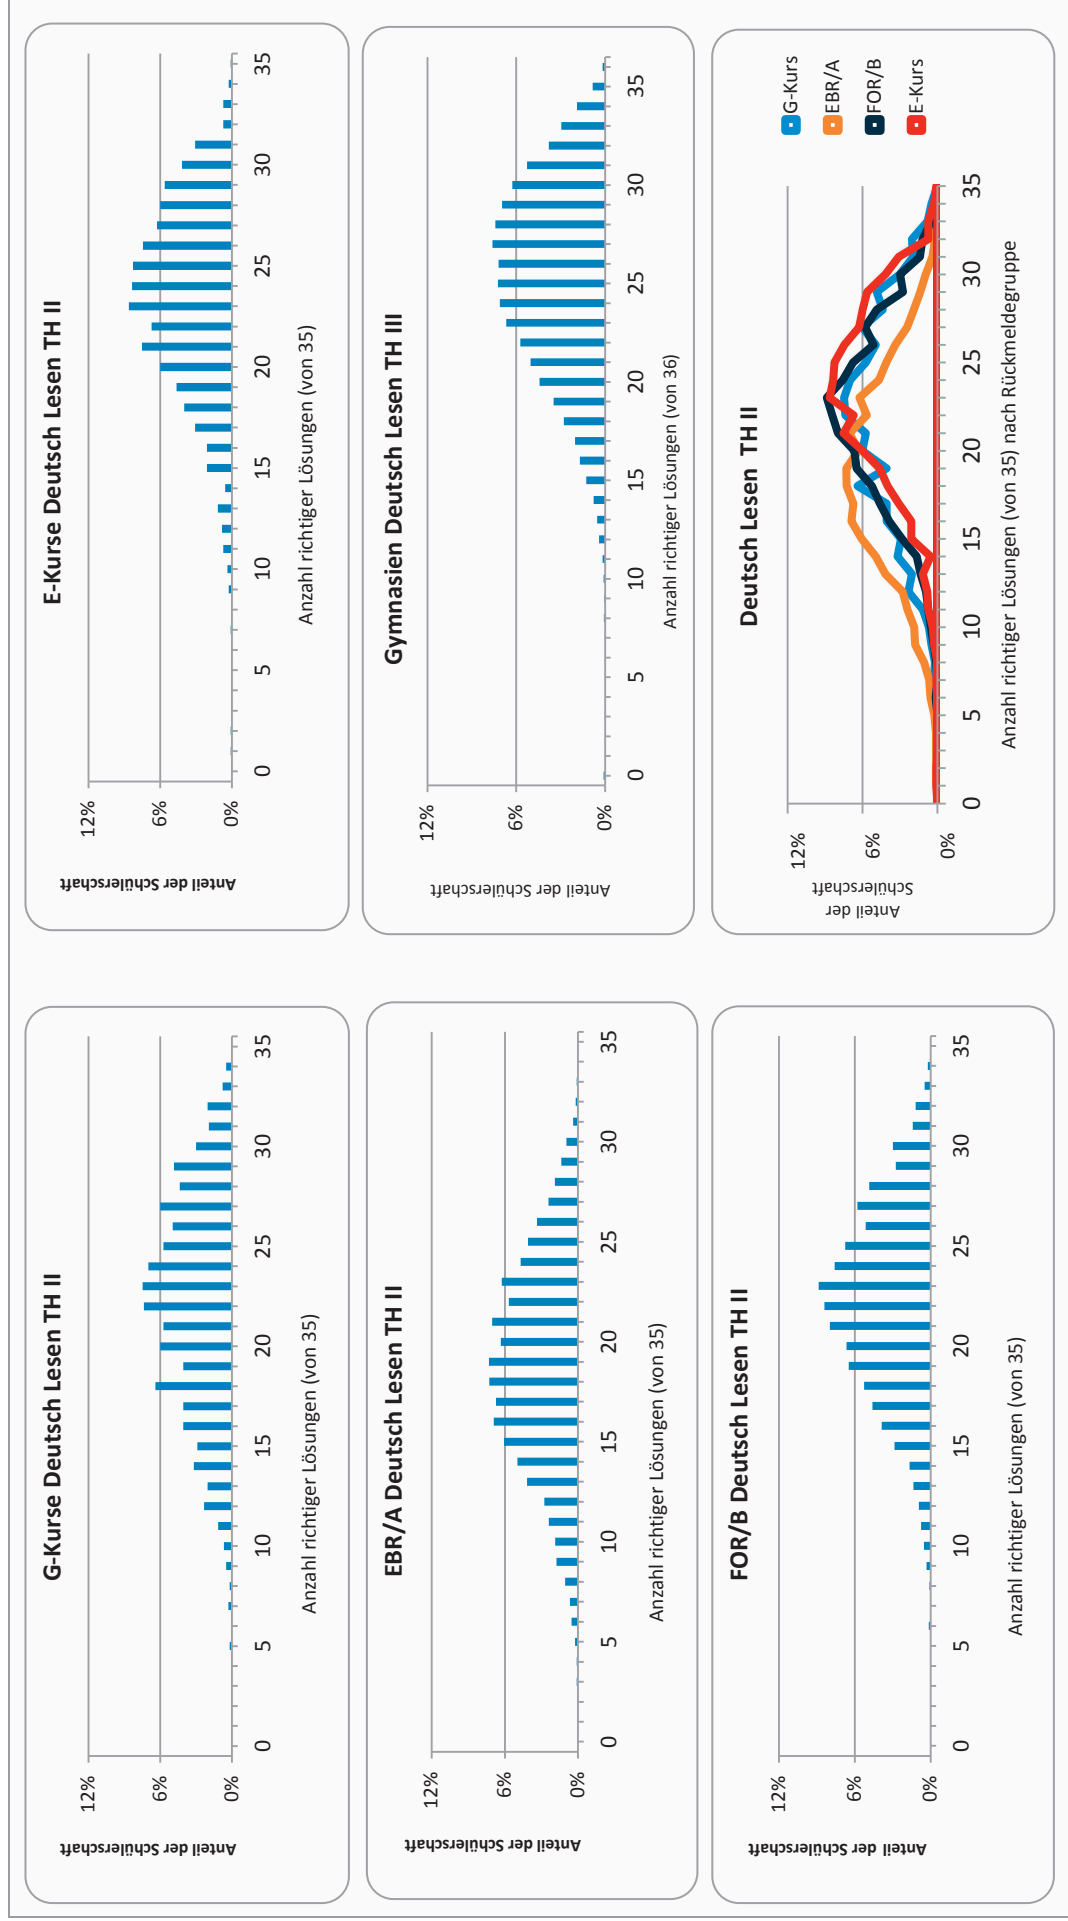 G-Kurse Deutsch Lesen TH II
Anteil der Schülerschaft
12%
6%
0%
0 5 10 15 20 25 30 35
Anzahl richtiger Lösungen (von 35)
E-Kurse Deutsch Lesen TH II
Anteil der Schülerschaft
12%
6%
0%
0 5 10 15 20 25 30 35
Anzahl richtiger Lösungen (von 35)
EBR/A Deutsch Lesen TH II
Anteil der Schülerschaft
12%
6%
0%
0 5 10 15 20 25 30 35
Anzahl richtiger Lösungen (von 35)
Gymnasien Deutsch Lesen TH III
Anteil der Schülerschaft
12%
6%
0%
0 5 10 15 20 25 30 35
Anzahl richtiger Lösungen (von 36)
FOR/B Deutsch Lesen TH II
Anteil der Schülerschaft
12%
6%
0%
0 5 10 15 20 25 30 35
Anzahl richtiger Lösungen (von 35)
Deutsch Lesen TH II
Anteil der
Schülerschaft
12%
6%
0%
0 5 10 15 20 25 30 35
Anzahl richtiger Lösungen (von 35) nach Rückmeldegruppe
G-Kurs
EBR/A
FOR/B
E-Kurs